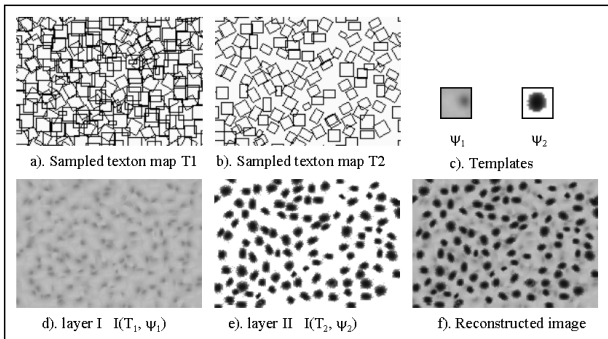 a). Sampled texton map T1
b). Sampled texton map T2
Ψ1
Ψ2
c). Templates
d). layer I I(T1, ψ1)
e). layer II I(T2, ψ2)
f). Reconstructed image